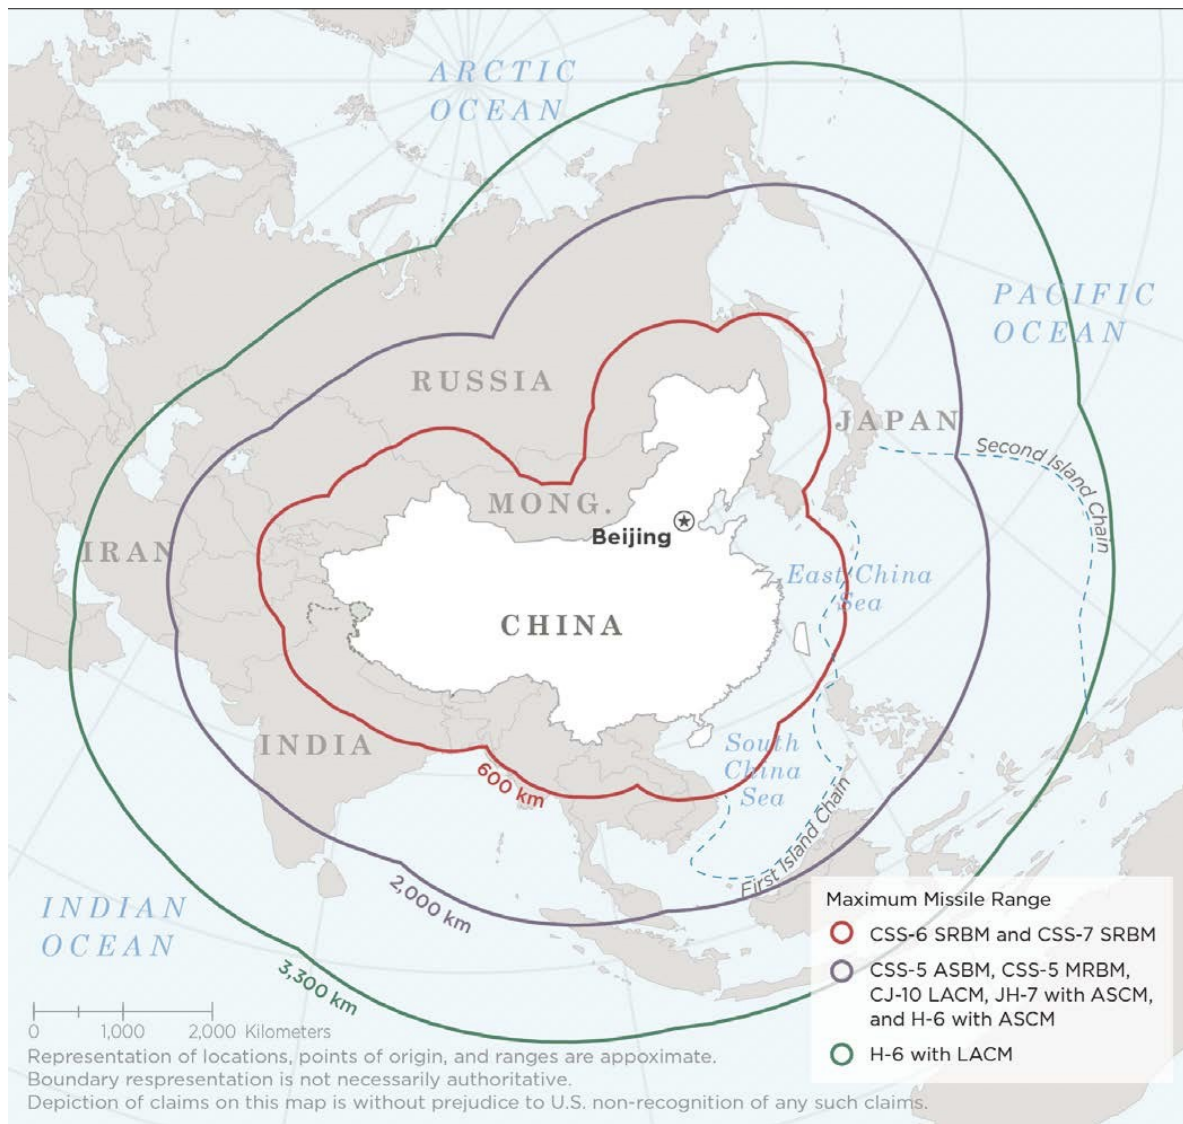 ARCTIC
OCEAN
PACIFIC
OCEAN
RUSSIA
JAPAN
Second Island Chain
MONG.
Beijing
IRAN
East China
Sea
CHINA
INDIA
South
China
Sea
600 km
First Island Chain
2,000 km
INDIAN
OCEAN
3,300 km
Maximum Missile Range
CSS-6 SRBM and CSS-7 SRBM
CSS-5 ASBM, CSS-5 MRBM,
CJ-10 LACM, JH-7 with ASCM,
and H-6 with ASCM
H-6 with LACM
0 1,000 2,000 Kilometers
Representation of locations, points of origin, and ranges are appoximate.
Boundary respresentation is not necessarily authoritative.
Depiction of claims on this map is without prejudice to U.S. non-recognition of any such claims.